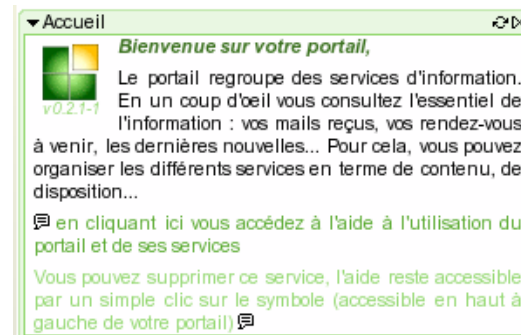 Accueil
Bienvenue sur votre portail,
Le portail regroupe des services d'information.
v0.2.1-1
En un coup d'oeil vous consultez l'essentiel de
l'information : vos mails reçus, vos rendez-vous
à venir, les dernières nouvelles... Pour cela, vous pouvez
organiser les différents services en terme de contenu, de
disposition...
en cliquant ici vous accédez à l'aide à l'utilisation du
portail et de ses services
Vous pouvez supprimer ce service, l'aide reste accessible
par un simple clic sur le symbole (accessible en haut à
gauche de votre portail)